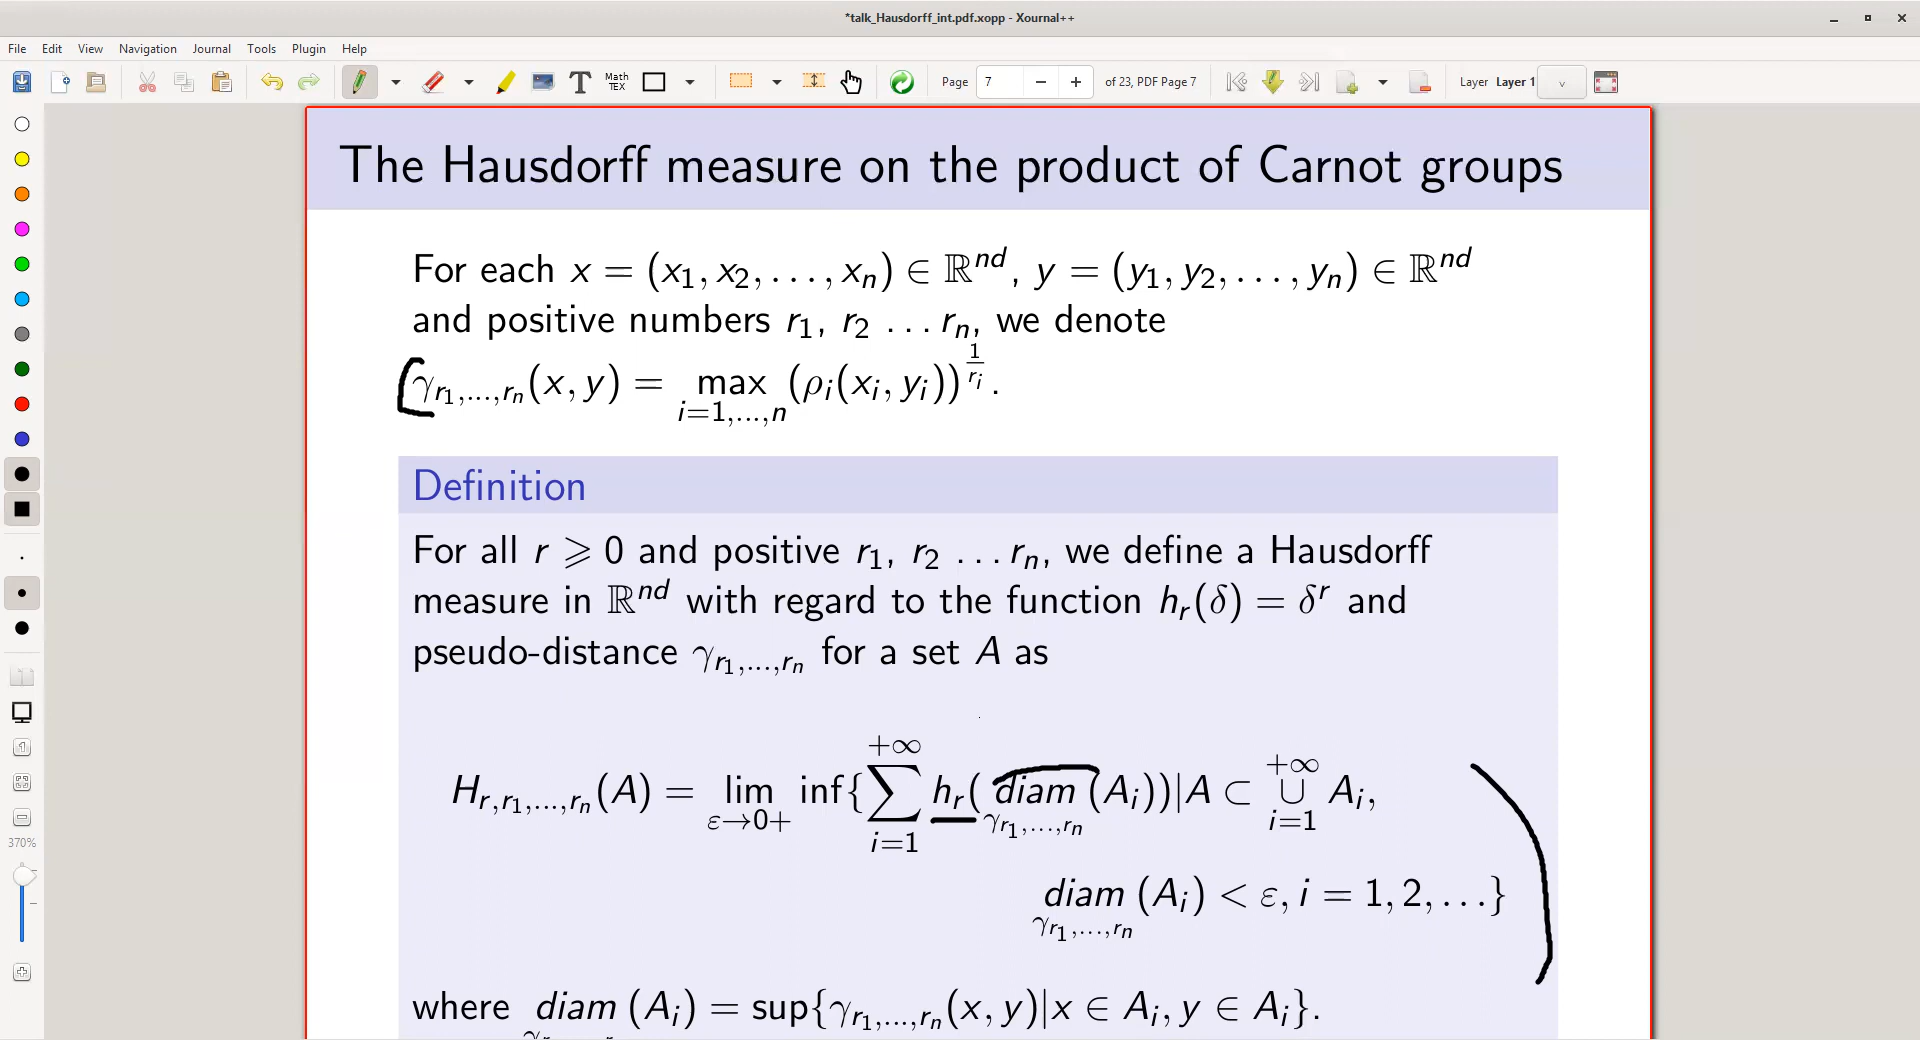 *talk_Hausdorff_int.pdf.xopp - Xournal++
File Edit View Navigation Journal Tools Plugin Help
Math TEX Page 7 of 23, PDF Page 7 Layer Layer 1
The Hausdorff measure on the product of Carnot groups
For each x = (x₁, x₂, . . . , xₙ) ∈ ℝⁿᵈ, y = (y₁, y₂, . . . , yₙ) ∈ ℝⁿᵈ
and positive numbers r₁, r₂ . . . rₙ, we denote
γ_{r₁,...,rₙ}(x, y) = max_{i=1,...,n} (ρᵢ(xᵢ, yᵢ))^{1/rᵢ}.
Definition
For all r ⩾ 0 and positive r₁, r₂ . . . rₙ, we define a Hausdorff
measure in ℝⁿᵈ with regard to the function hᵣ(δ) = δʳ and
pseudo-distance γ_{r₁,...,rₙ} for a set A as
H_{r,r₁,...,rₙ}(A) = lim_{ε→0+} inf{∑_{i=1}^{+∞} hᵣ( diam_{γ_{r₁,...,rₙ}} (Aᵢ))|A ⊂ ∪_{i=1}^{+∞} Aᵢ,
diam_{γ_{r₁,...,rₙ}} (Aᵢ) < ε, i = 1, 2, . . .}
where diam (Aᵢ) = sup{γ_{r₁,...,rₙ}(x, y)|x ∈ Aᵢ, y ∈ Aᵢ}.
370%